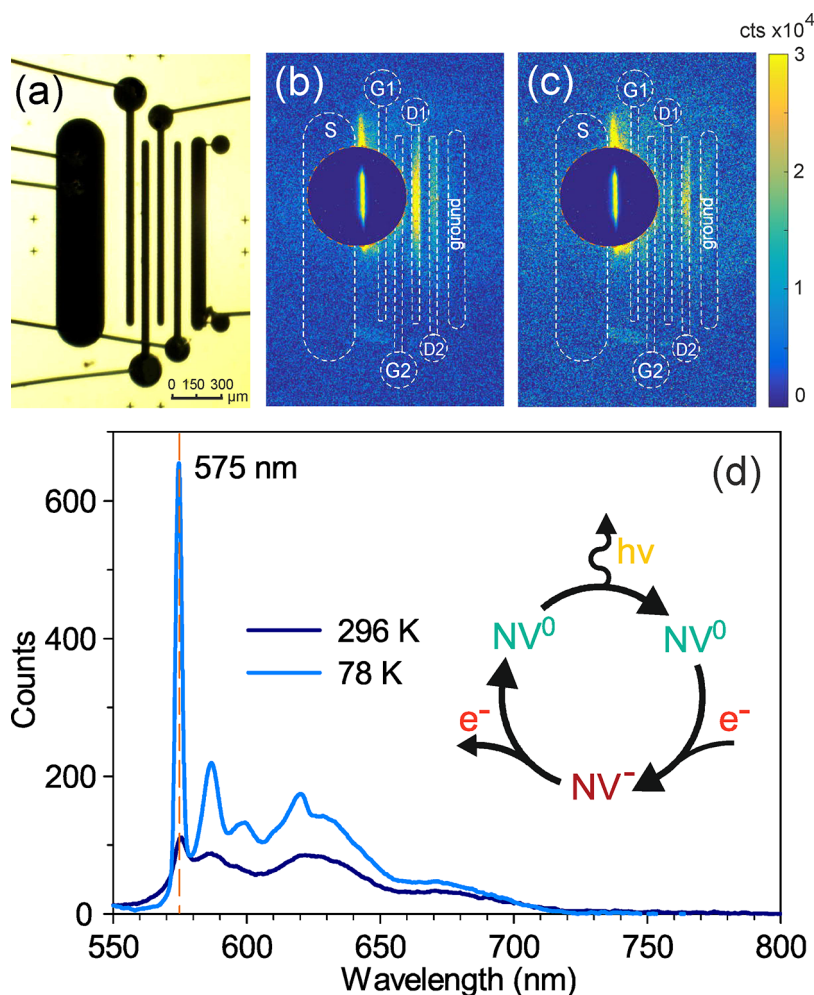 cts x10⁴
(a)
0 150 300
μm
(b)
G1
D1
S
ground
G2
D2
(c)
G1
D1
S
ground
G2
D2
3
2
1
0
(d)
575 nm
296 K
78 K
hν
NV⁰
NV⁰
e⁻
e⁻
NV⁻
Counts
600
400
200
0
550
600
650
700
750
800
Wavelength (nm)